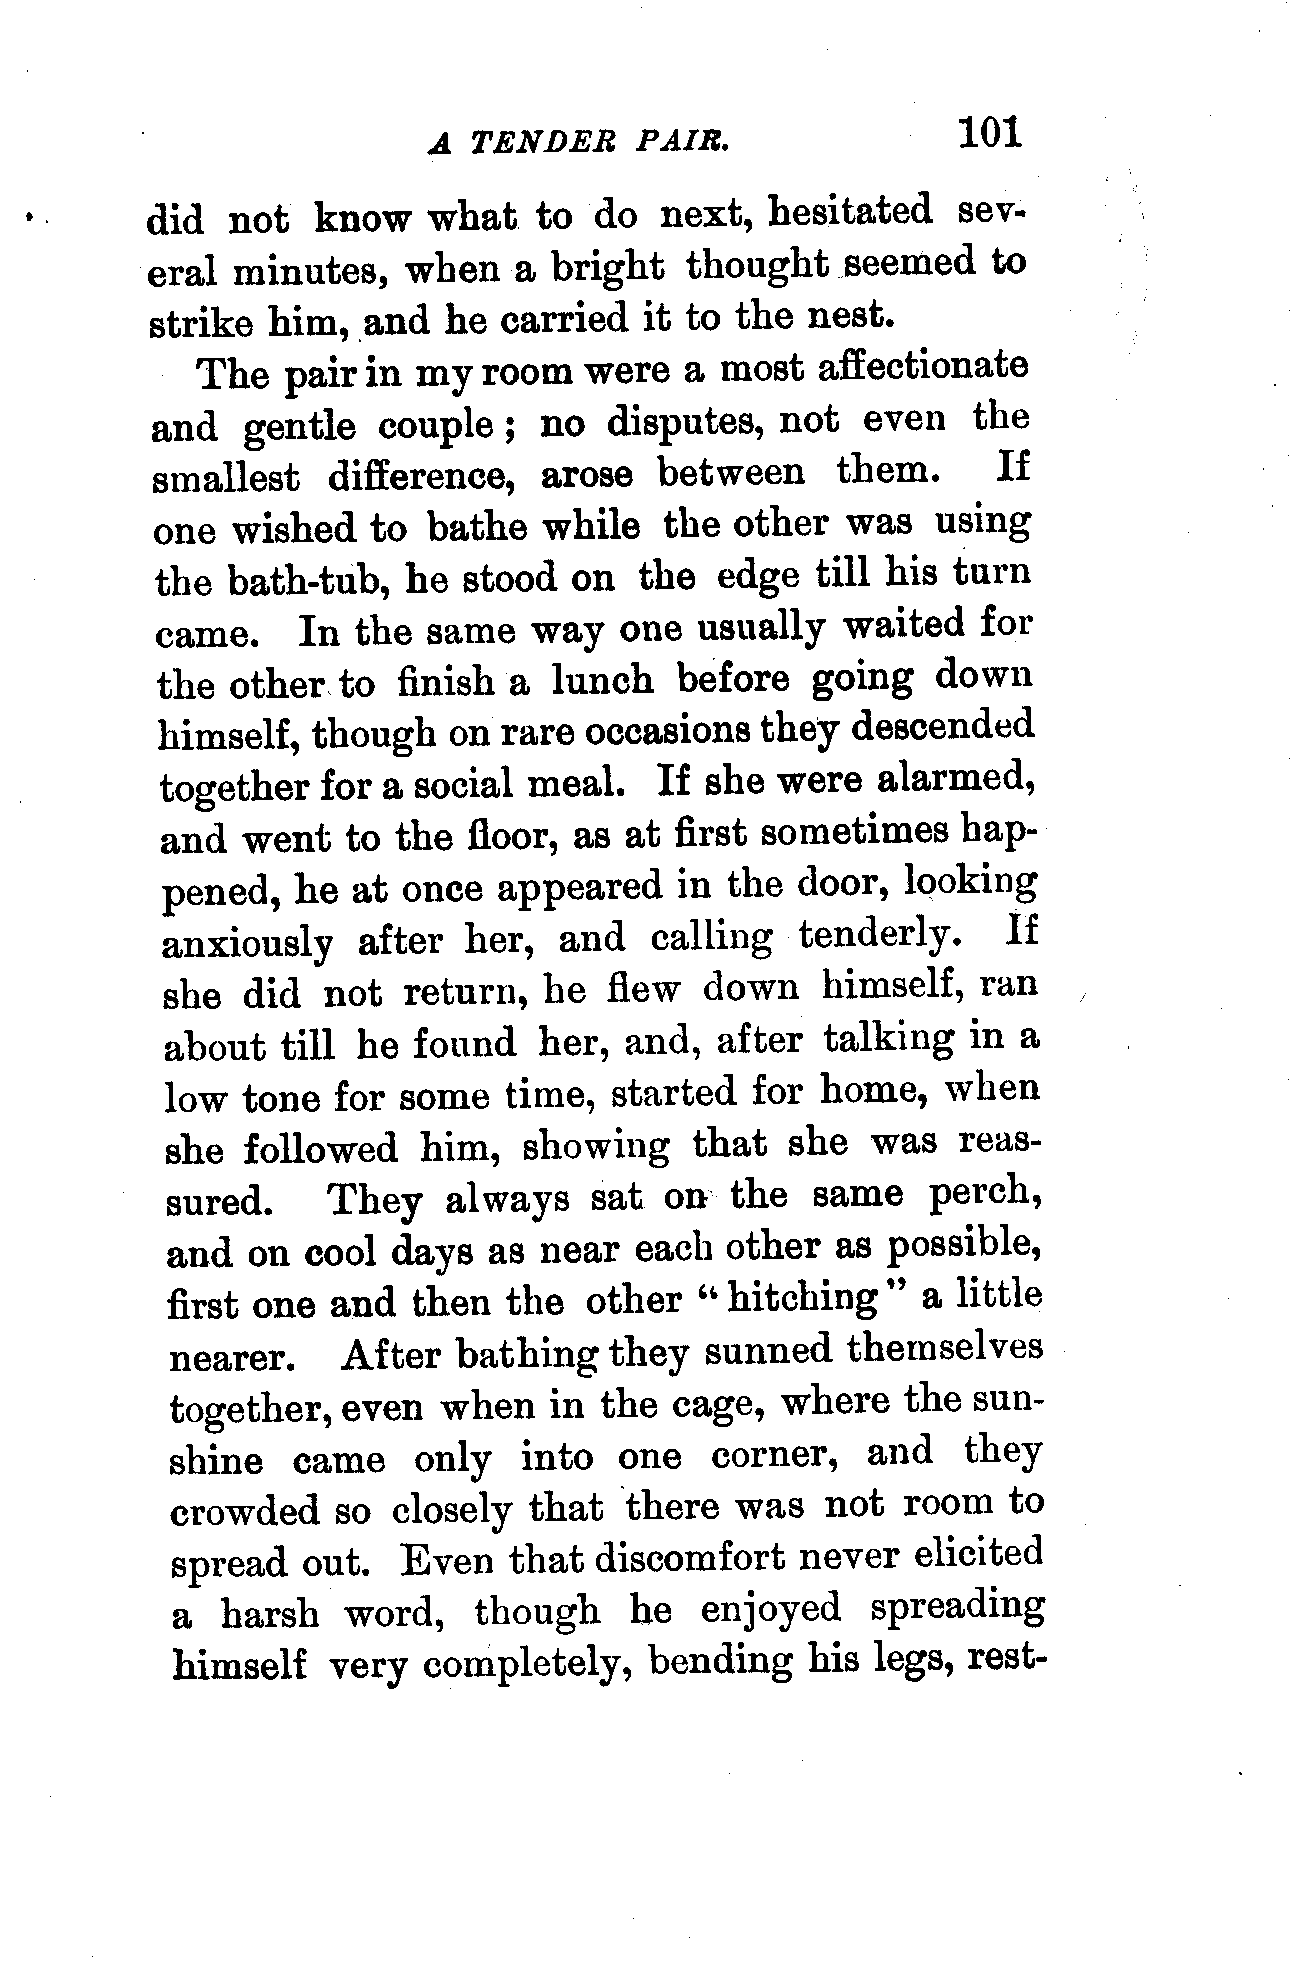 A TENDER PAIR. 101
did not know what to do next, hesitated sev-
eral minutes, when a bright thought seemed to
strike him, and he carried it to the nest.
The pair in my room were a most affectionate
and gentle couple ; no disputes, not even the
smallest difference, arose between them. If
one wished to bathe while the other was using
the bath-tub, he stood on the edge till his turn
came. In the same way one usually waited for
the other to finish a lunch before going down
himself, though on rare occasions they descended
together for a social meal. If she were alarmed,
and went to the floor, as at first sometimes hap-
pened, he at once appeared in the door, looking
anxiously after her, and calling tenderly. If
she did not return, he flew down himself, ran
about till he found her, and, after talking in a
low tone for some time, started for home, when
she followed him, showing that she was reas-
sured. They always sat on the same perch,
and on cool days as near each other as possible,
first one and then the other “ hitching ” a little
nearer. After bathing they sunned themselves
together, even when in the cage, where the sun-
shine came only into one corner, and they
crowded so closely that there was not room to
spread out. Even that discomfort never elicited
a harsh word, though he enjoyed spreading
himself very completely, bending his legs, rest-